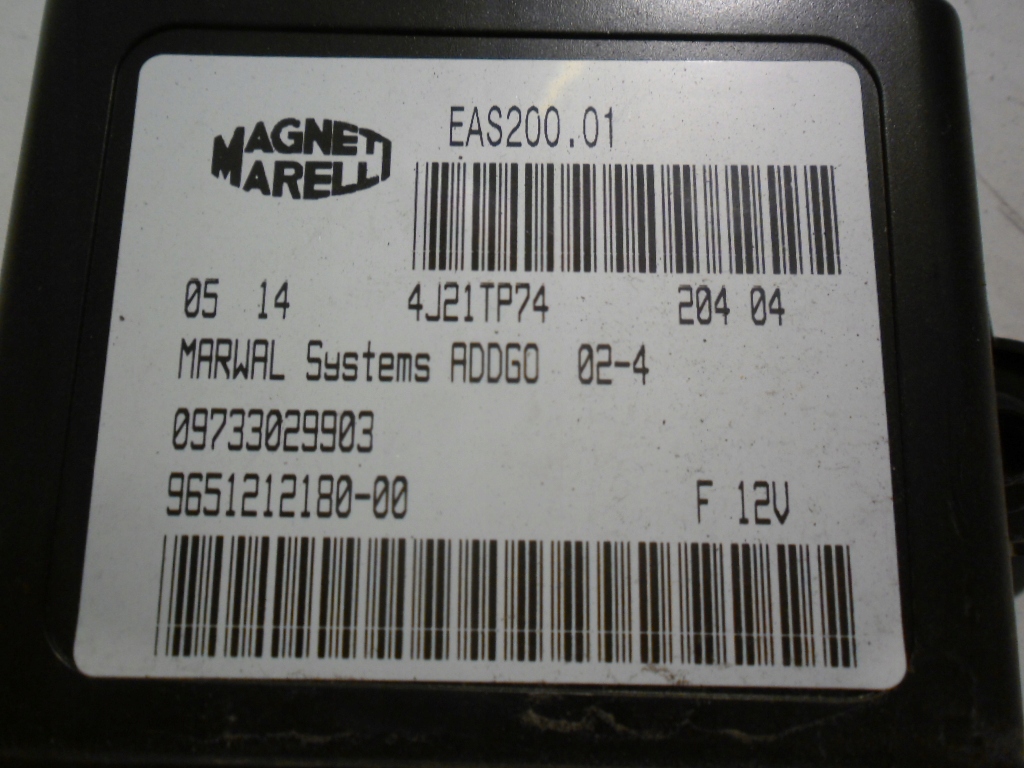 MAGNETI
MARELLI
EAS200.01
05 14 4J21TP74 204 04
MARWAL Systems ADDGO 02-4
09733029903
9651212180-00 F 12V